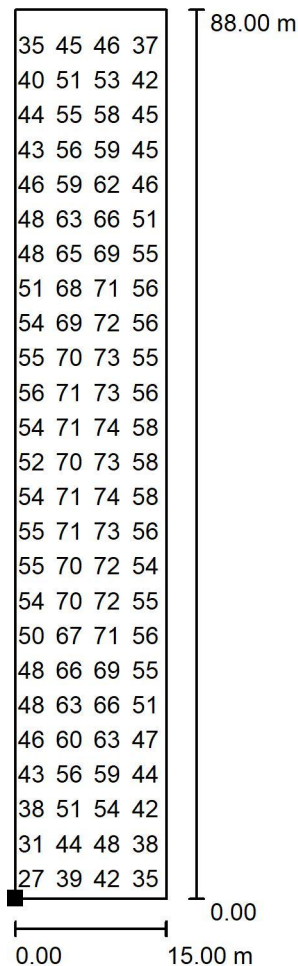 88.00 m
35 45 46 37
40 51 53 42
44 55 58 45
43 56 59 45
46 59 62 46
48 63 66 51
48 65 69 55
51 68 71 56
54 69 72 56
55 70 73 55
56 71 73 56
54 71 74 58
52 70 73 58
54 71 74 58
55 71 73 56
55 70 72 54
54 70 72 55
50 67 71 56
48 66 69 55
48 63 66 51
46 60 63 47
43 56 59 44
38 51 54 42
31 44 48 38
27 39 42 35
0.00
0.00 15.00 m